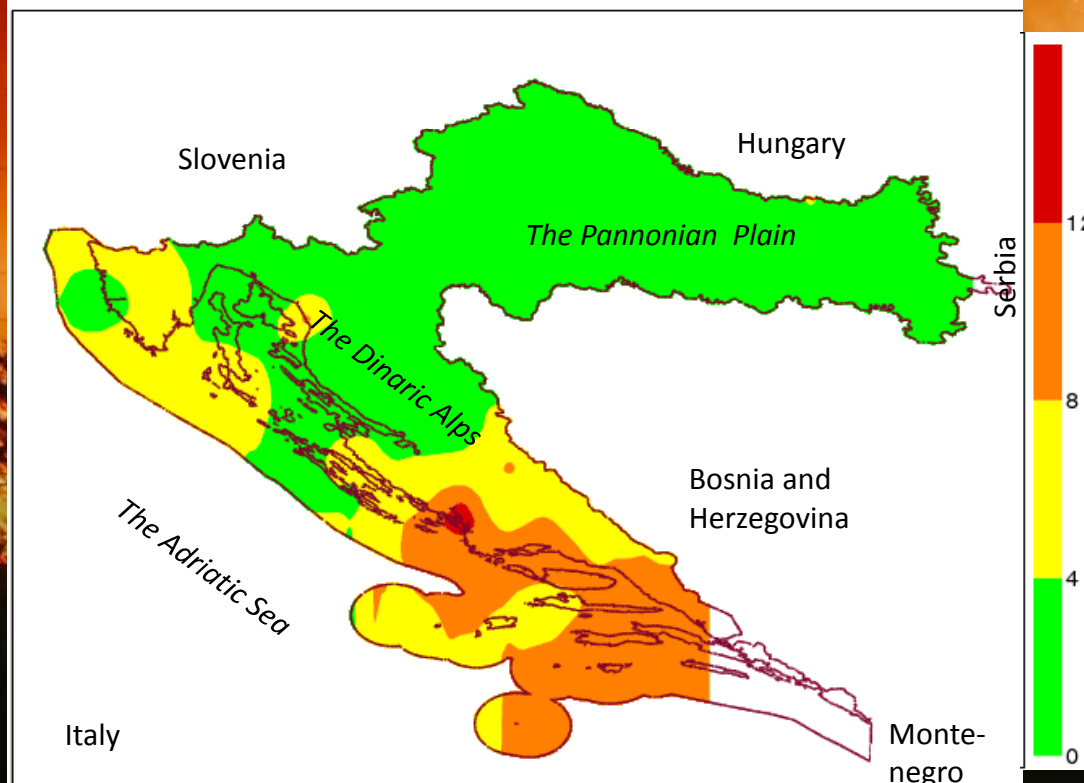 Slovenia
Hungary
The Pannonian Plain
Serbia
The Dinaric Alps
Bosnia and
Herzegovina
The Adriatic Sea
Italy
Monte-
negro
12
8
4
0